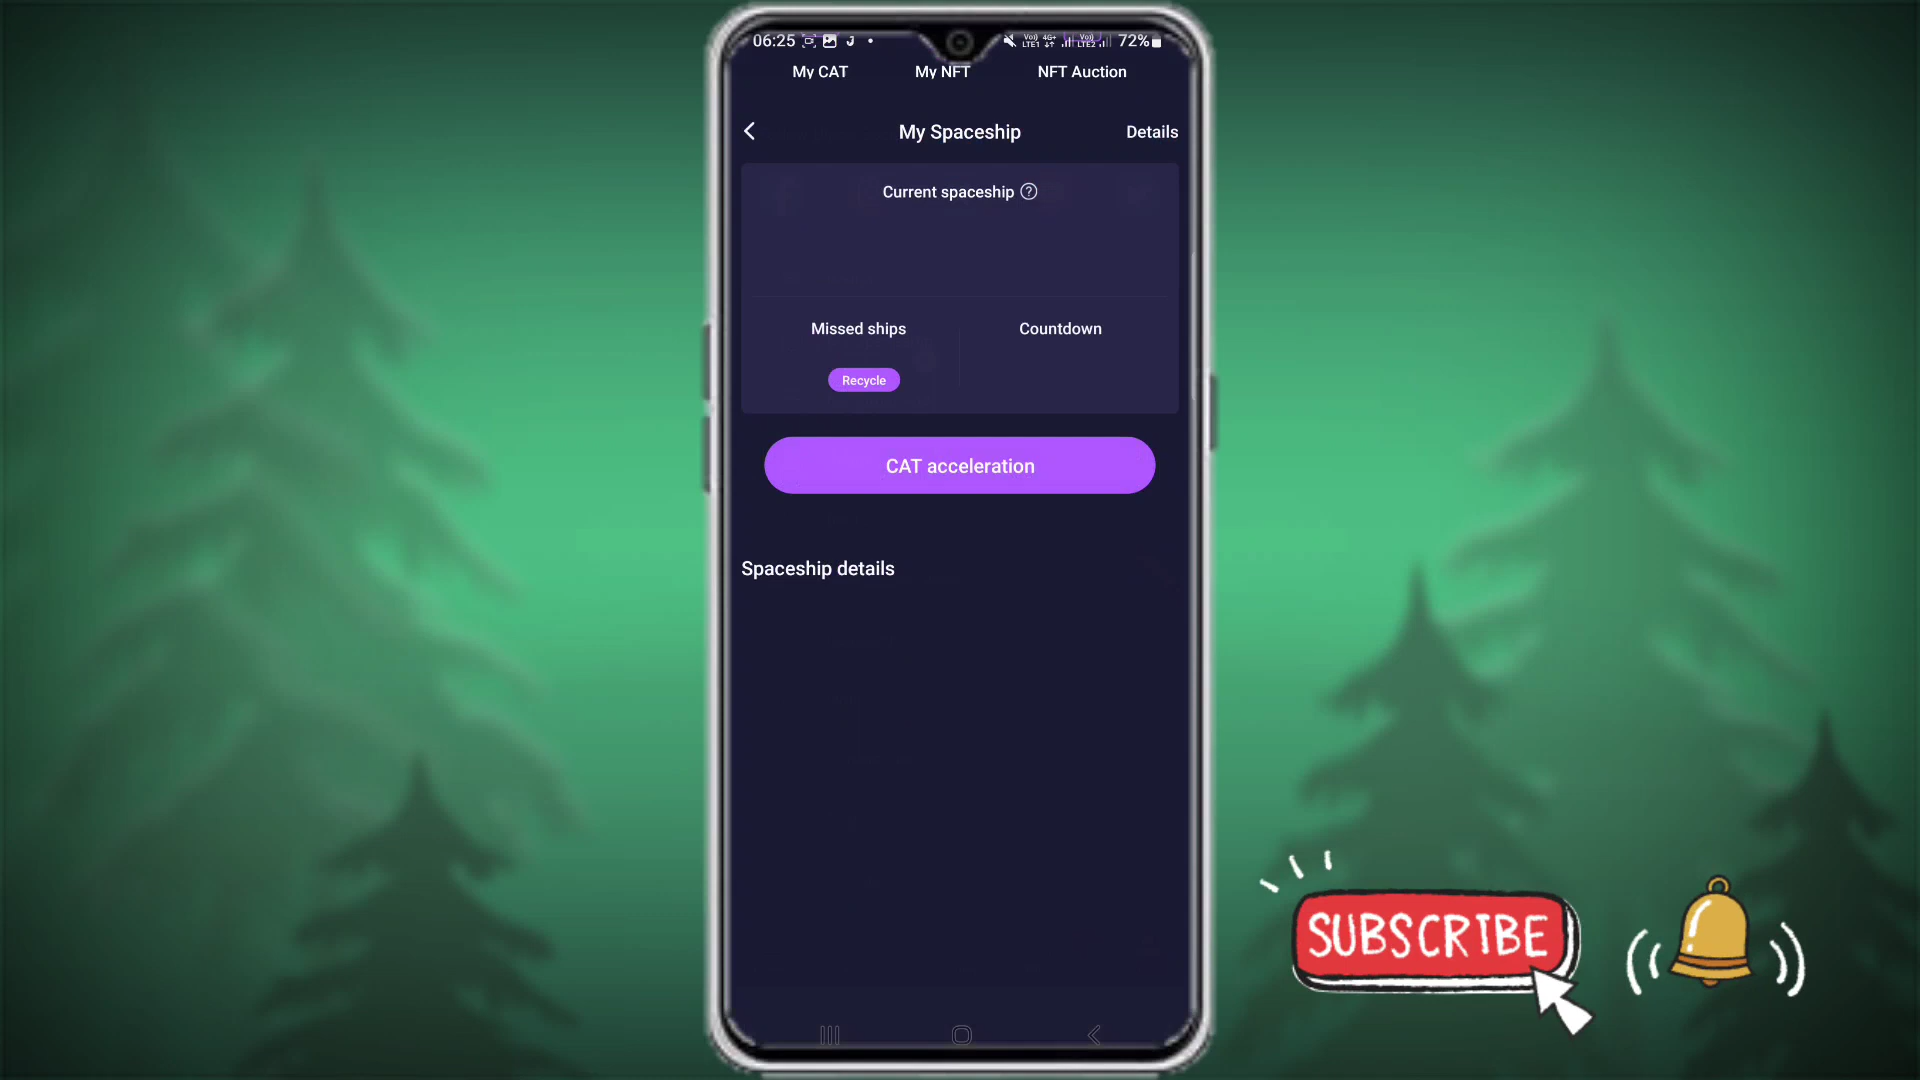 06:25 72%
My CAT My NFT NFT Auction
My Spaceship Details
Current spaceship ?
Missed ships Countdown
Recycle
CAT acceleration
Spaceship details
SUBSCRIBE